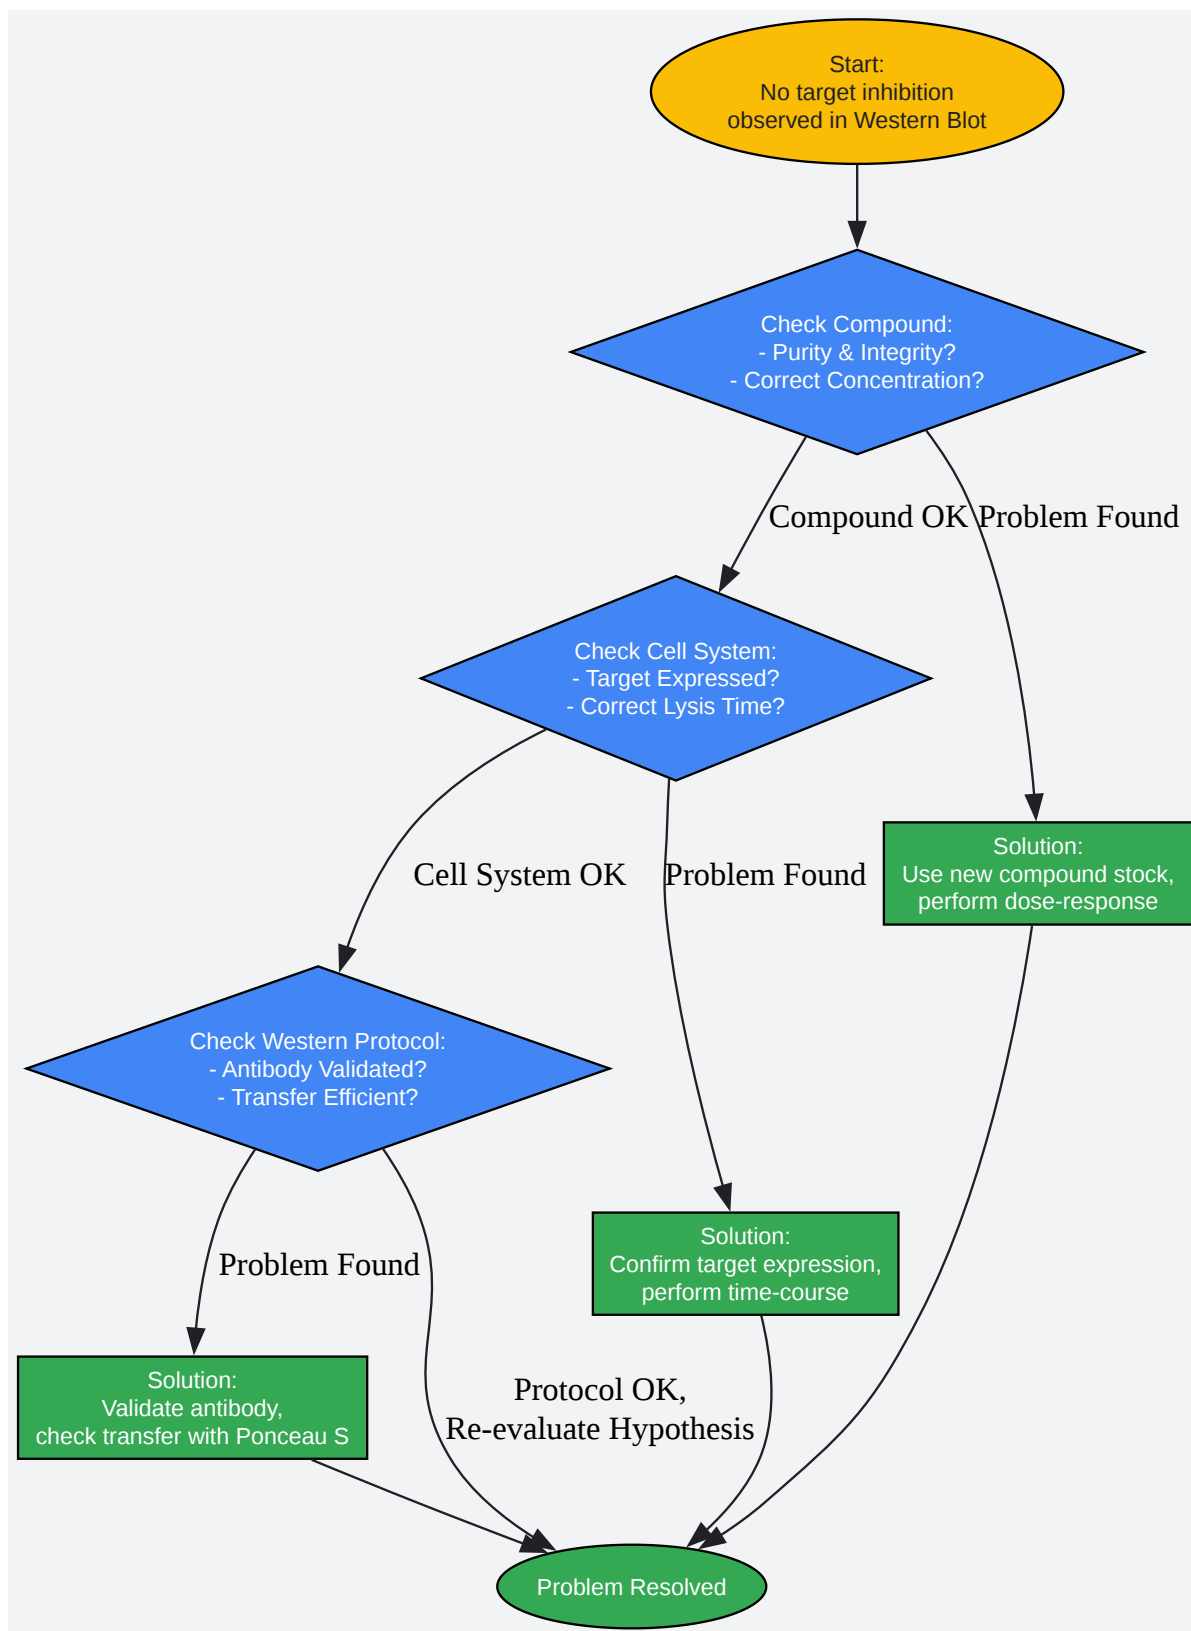 Start:
No target inhibition
observed in Western Blot
Check Compound:
- Purity & Integrity?
- Correct Concentration?
Compound OK
Problem Found
Check Cell System:
- Target Expressed?
- Correct Lysis Time?
Solution:
Use new compound stock,
perform dose-response
Cell System OK
Problem Found
Check Western Protocol:
- Antibody Validated?
- Transfer Efficient?
Solution:
Confirm target expression,
perform time-course
Problem Found
Solution:
Validate antibody,
check transfer with Ponceau S
Protocol OK,
Re-evaluate Hypothesis
Problem Resolved